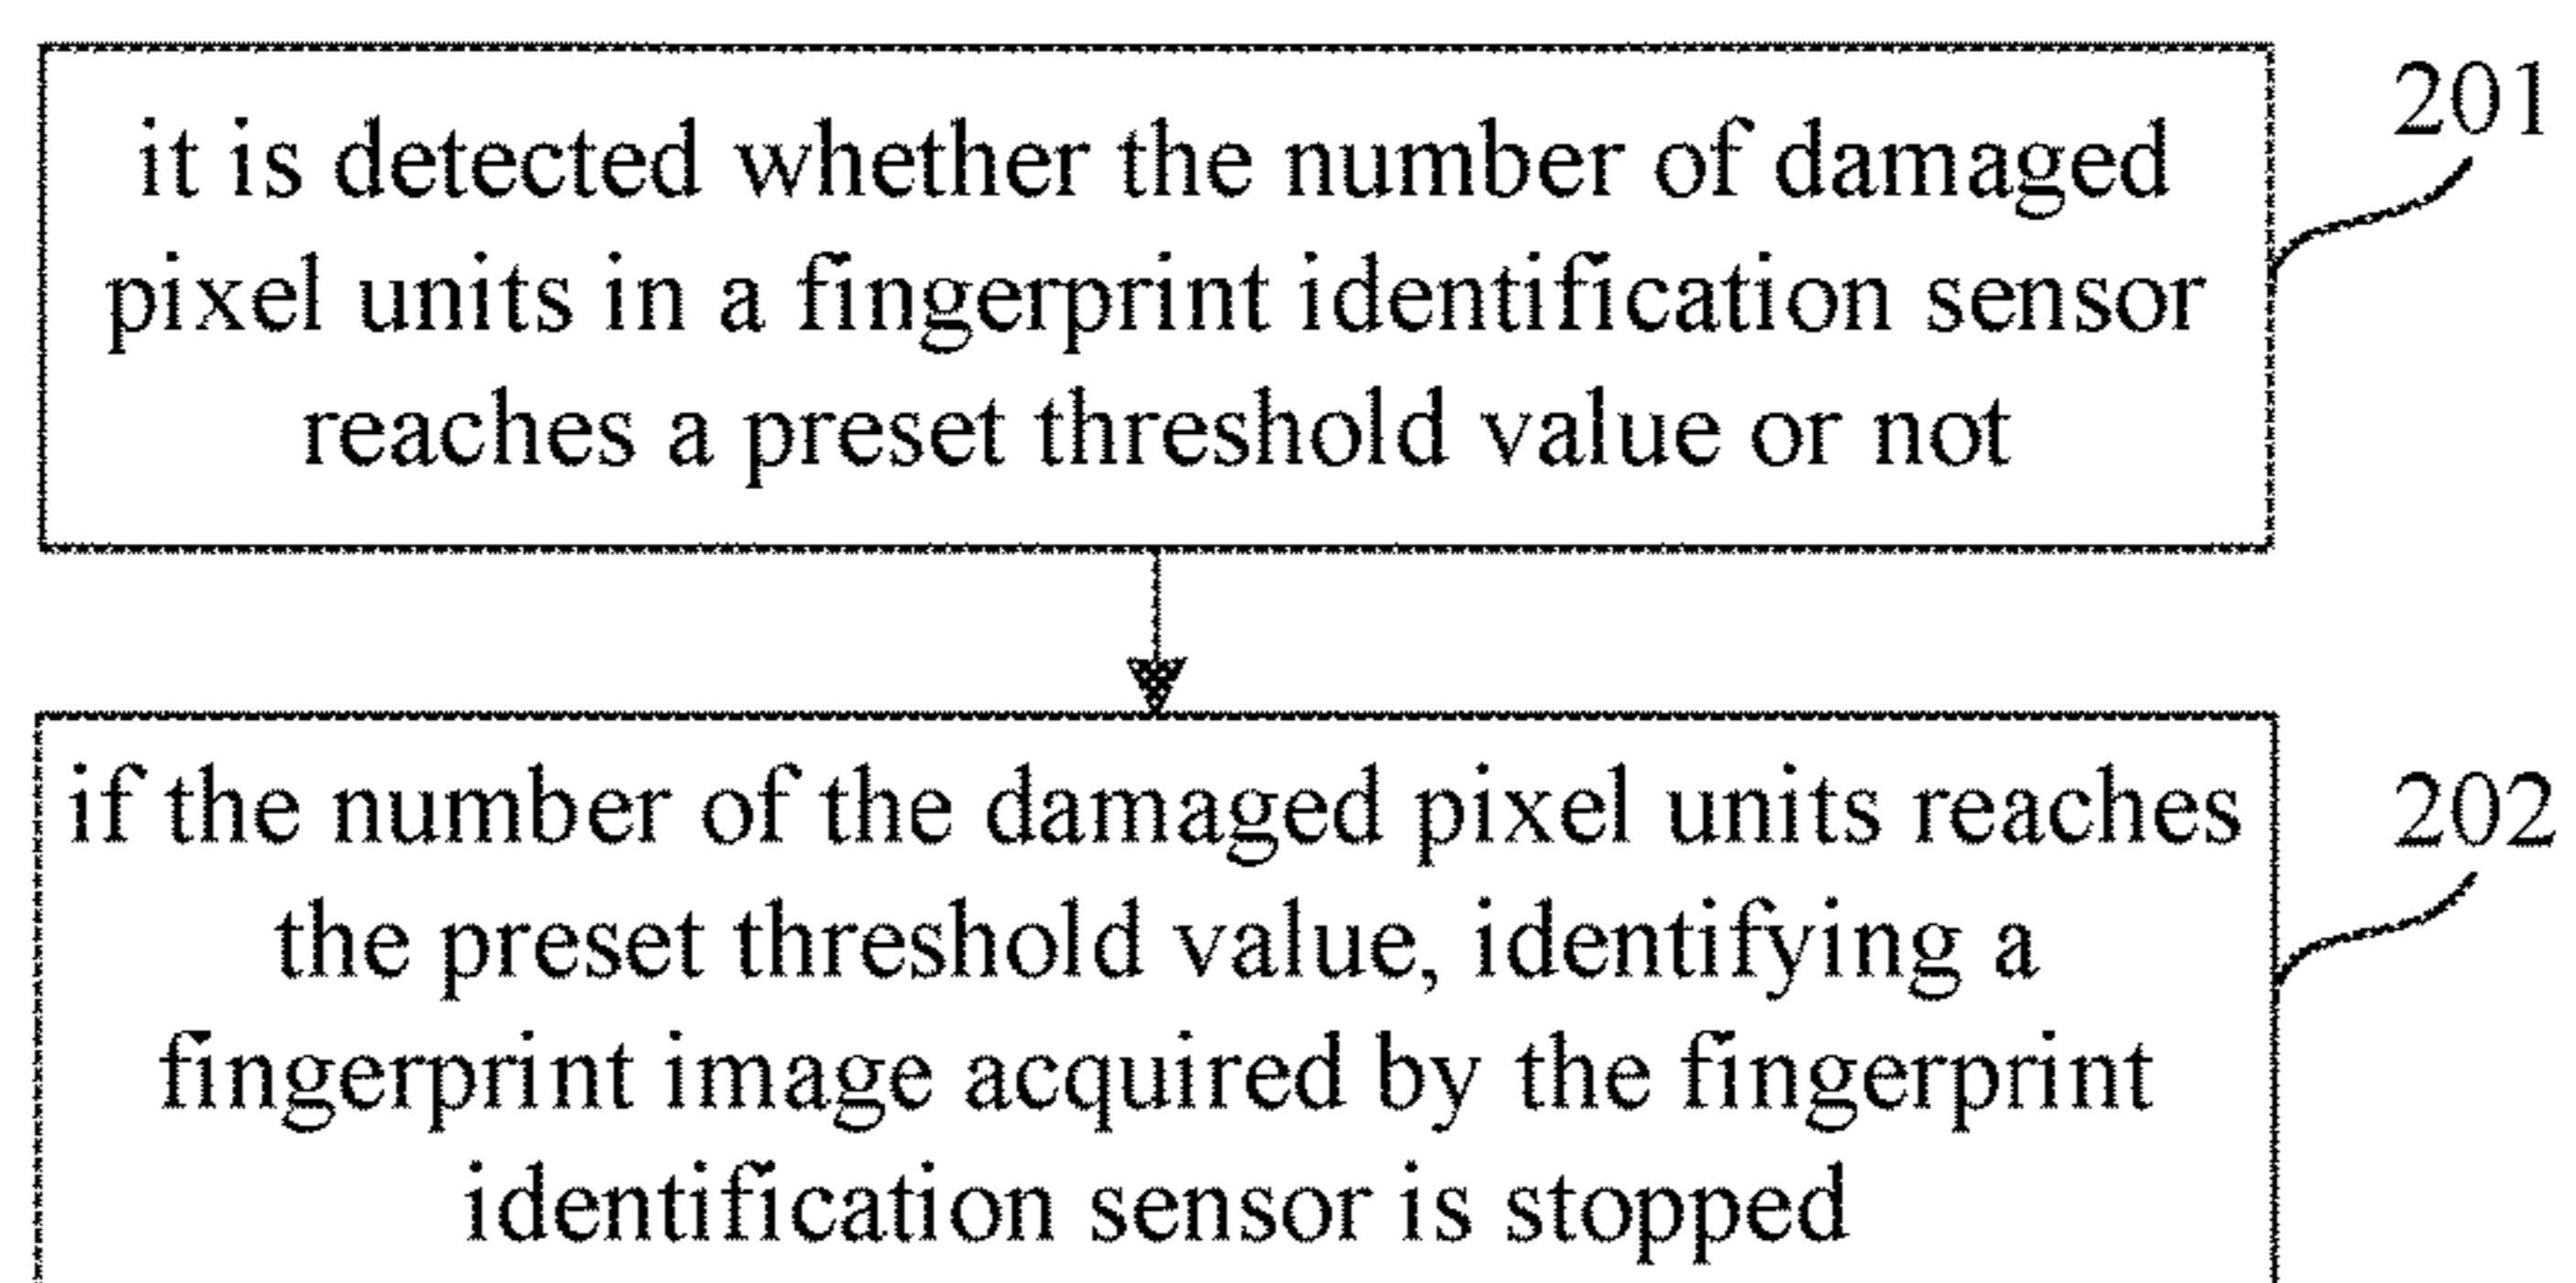 it is detected whether the number of damaged
pixel units in a fingerprint identification sensor
reaches a preset threshold value or not
201
if the number of the damaged pixel units reaches
the preset threshold value, identifying a
fingerprint image acquired by the fingerprint
identification sensor is stopped
202